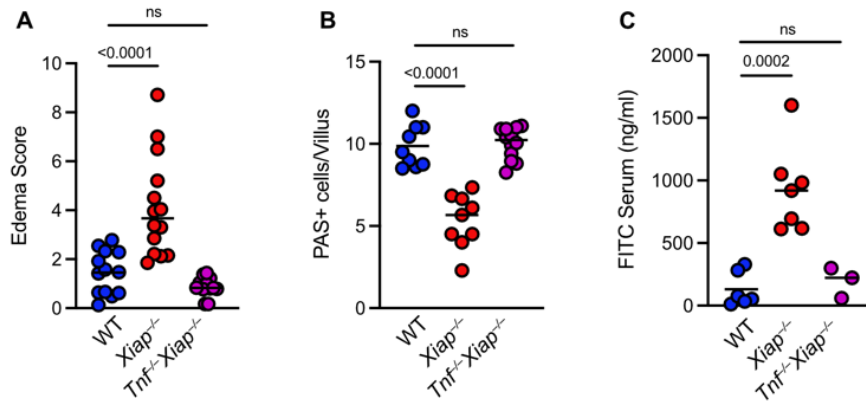 A
ns
<0.0001
10
8
6
4
2
0
Edema Score
WT
Xiap⁻/⁻
Tnf⁻/⁻Xiap⁻/⁻
B
ns
<0.0001
15
10
5
0
PAS+ cells/Villus
WT
Xiap⁻/⁻
Tnf⁻/⁻Xiap⁻/⁻
C
ns
0.0002
2000
1500
1000
500
0
FITC Serum (ng/ml)
WT
Xiap⁻/⁻
Tnf⁻/⁻Xiap⁻/⁻